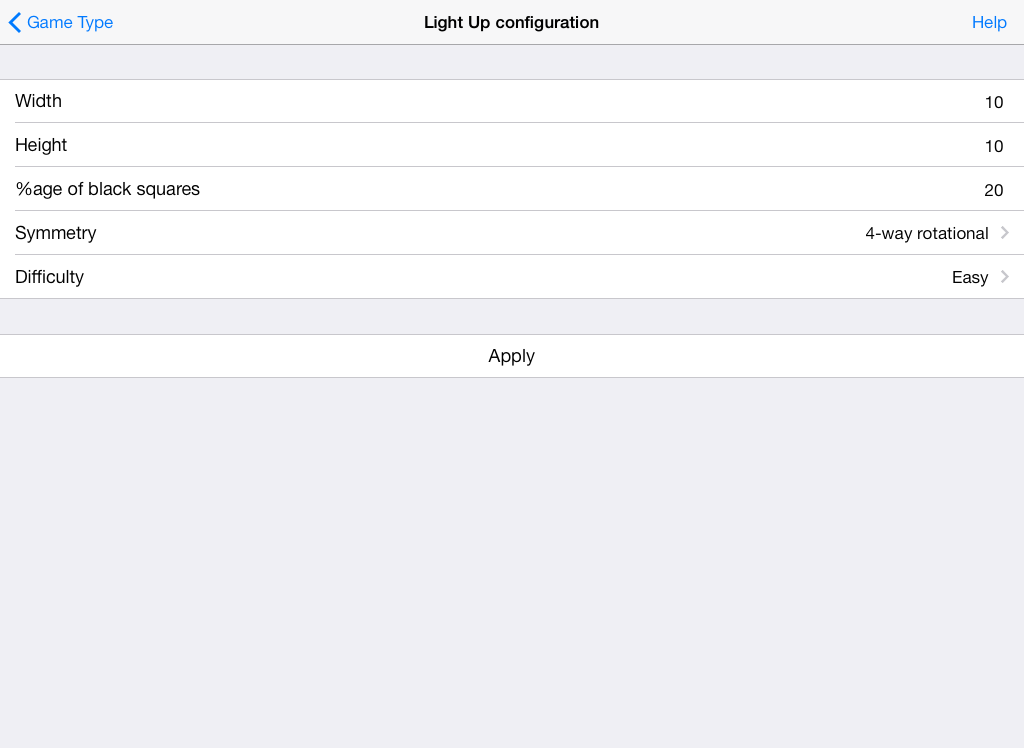 Game Type Light Up configuration Help
Width 10
Height 10
%age of black squares 20
Symmetry 4-way rotational
Difficulty Easy
Apply